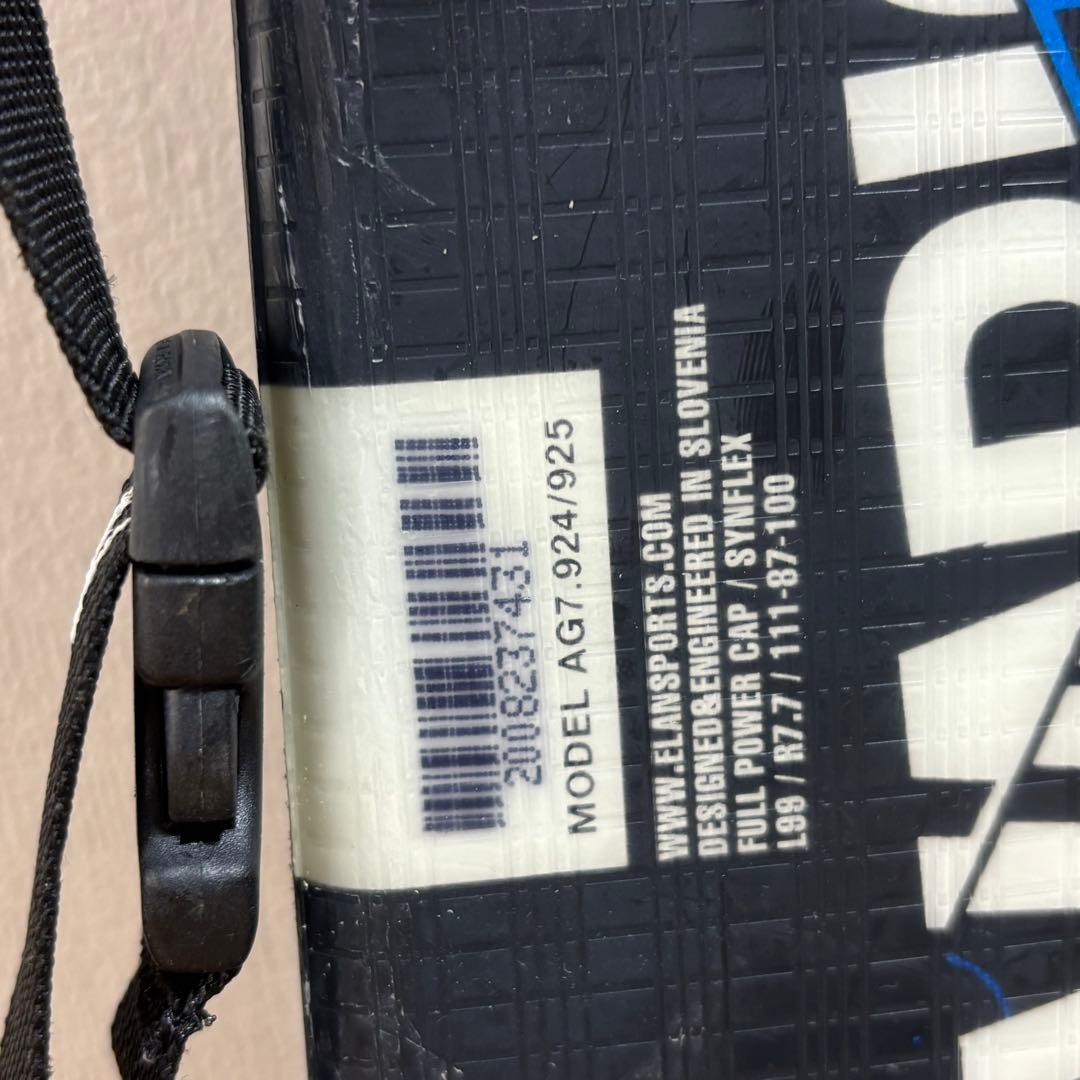 2008237431
MODEL AG7.924/925
WWW.ELANSPORTS.COM
DESIGNED&ENGINEERED IN SLOVENIA
FULL POWER CAP / SYNFLEX
L99 / R7.7 / 111-87-100